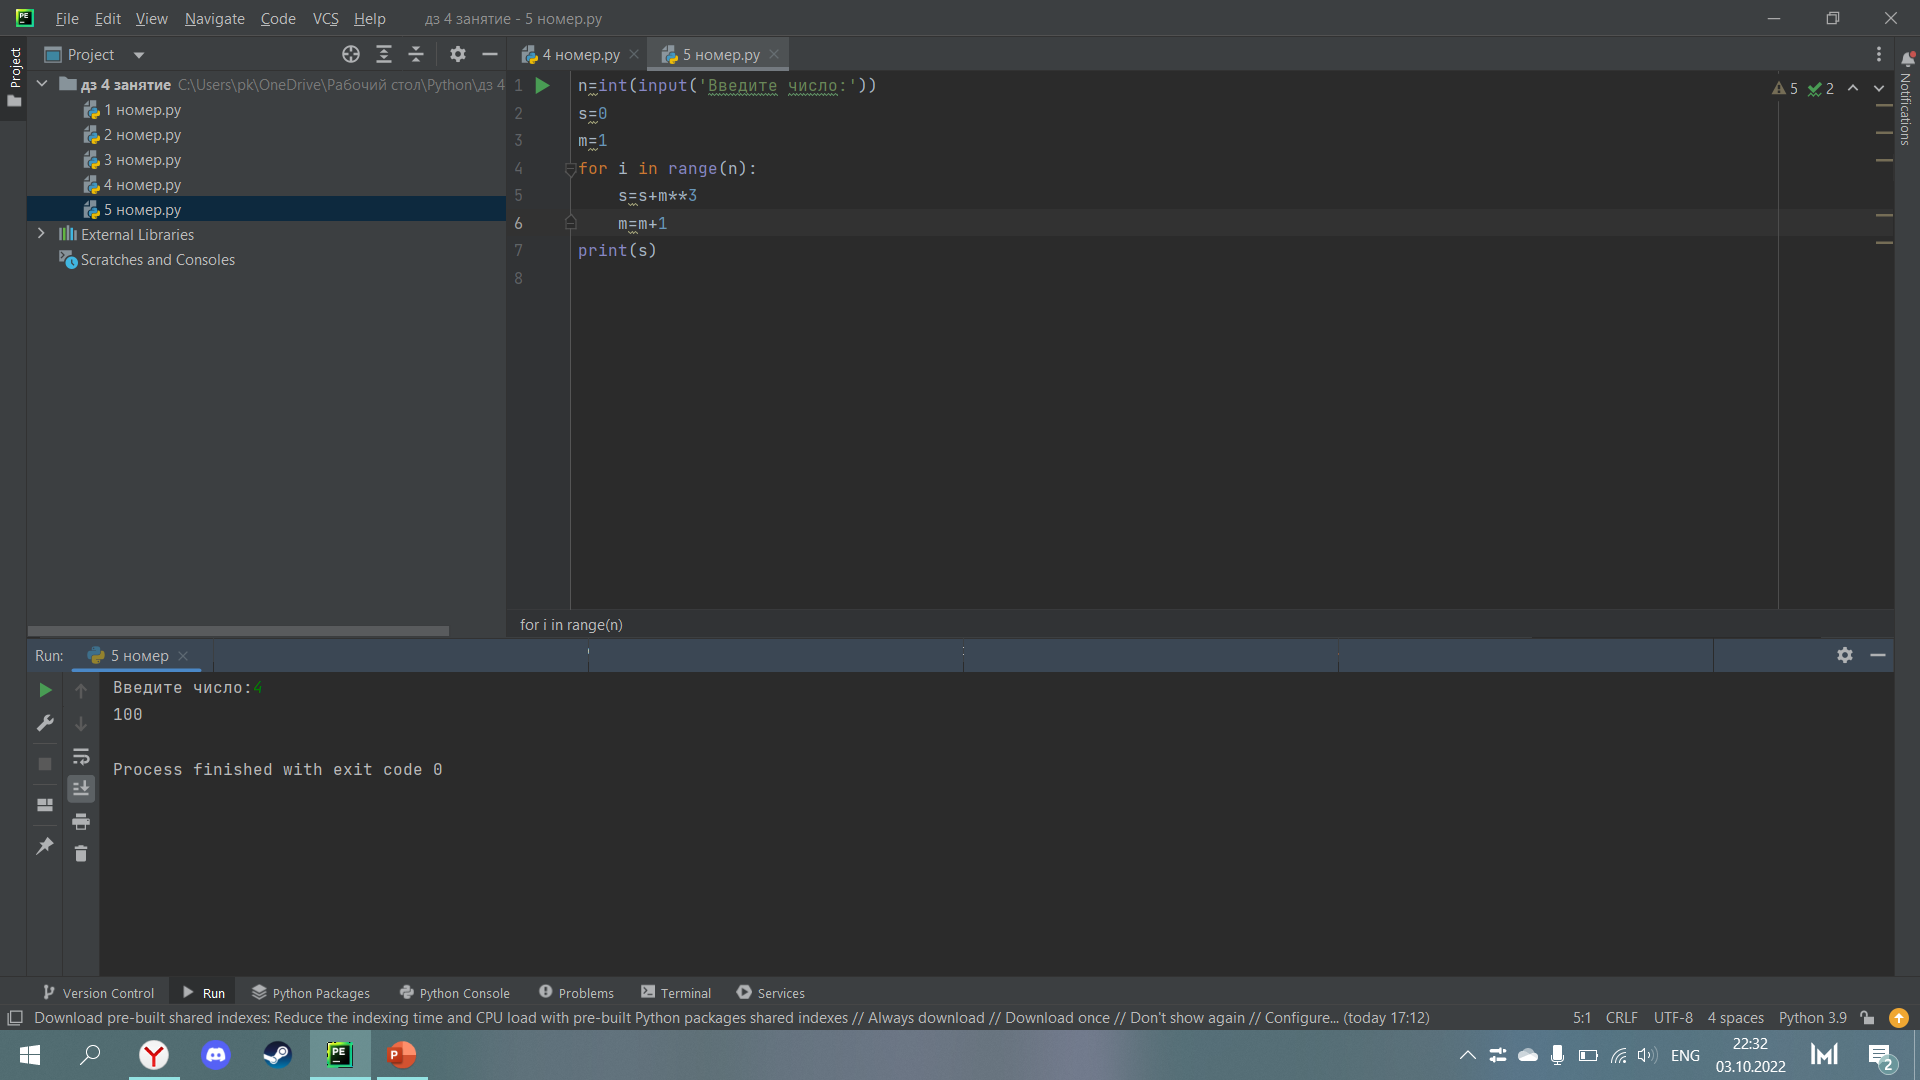 File Edit View Navigate Code VCS Help дз 4 занятие - 5 номер.py
Project
Project
4 номер.py
5 номер.py
Notifications
дз 4 занятие C:\Users\pk\OneDrive\Рабочий стол\Python\дз 4
1 номер.py
2 номер.py
3 номер.py
4 номер.py
5 номер.py
External Libraries
Scratches and Consoles
1 n=int(input('Введите число:'))
2 s=0
3 m=1
4 for i in range(n):
5 s=s+m**3
6 m=m+1
7 print(s)
8
5 2
for i in range(n)
Run: 5 номер
Введите число:4
100
Process finished with exit code 0
Version Control Run Python Packages Python Console Problems Terminal Services
Download pre-built shared indexes: Reduce the indexing time and CPU load with pre-built Python packages shared indexes // Always download // Download once // Don't show again // Configure... (today 17:12) 5:1 CRLF UTF-8 4 spaces Python 3.9
PE
P
ENG
22:32
03.10.2022
2